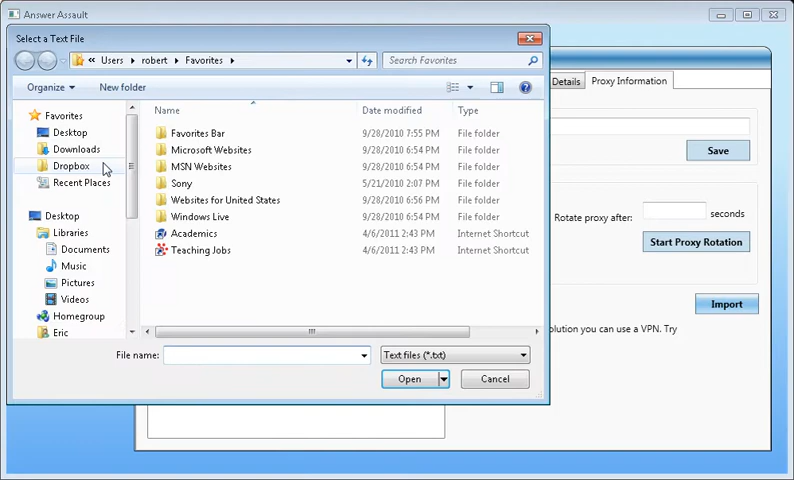 Answer Assault
Select a Text File
« Users robert Favorites
Search Favorites
Organize New folder
Details Proxy Information
Favorites
Desktop
Downloads
Dropbox
Recent Places
Desktop
Libraries
Documents
Music
Pictures
Videos
Homegroup
Eric
Name Date modified Type
Favorites Bar 9/28/2010 7:55 PM File folder
Microsoft Websites 9/28/2010 6:54 PM File folder
MSN Websites 9/28/2010 6:54 PM File folder
Sony 5/21/2010 2:07 PM File folder
Websites for United States 9/28/2010 6:56 PM File folder
Windows Live 9/28/2010 6:54 PM File folder
Academics 4/6/2011 2:43 PM Internet Shortcut
Teaching Jobs 4/6/2011 2:43 PM Internet Shortcut
File name: Text files (*.txt)
Open Cancel
Save
Rotate proxy after: seconds
Start Proxy Rotation
Import
olution you can use a VPN. Try